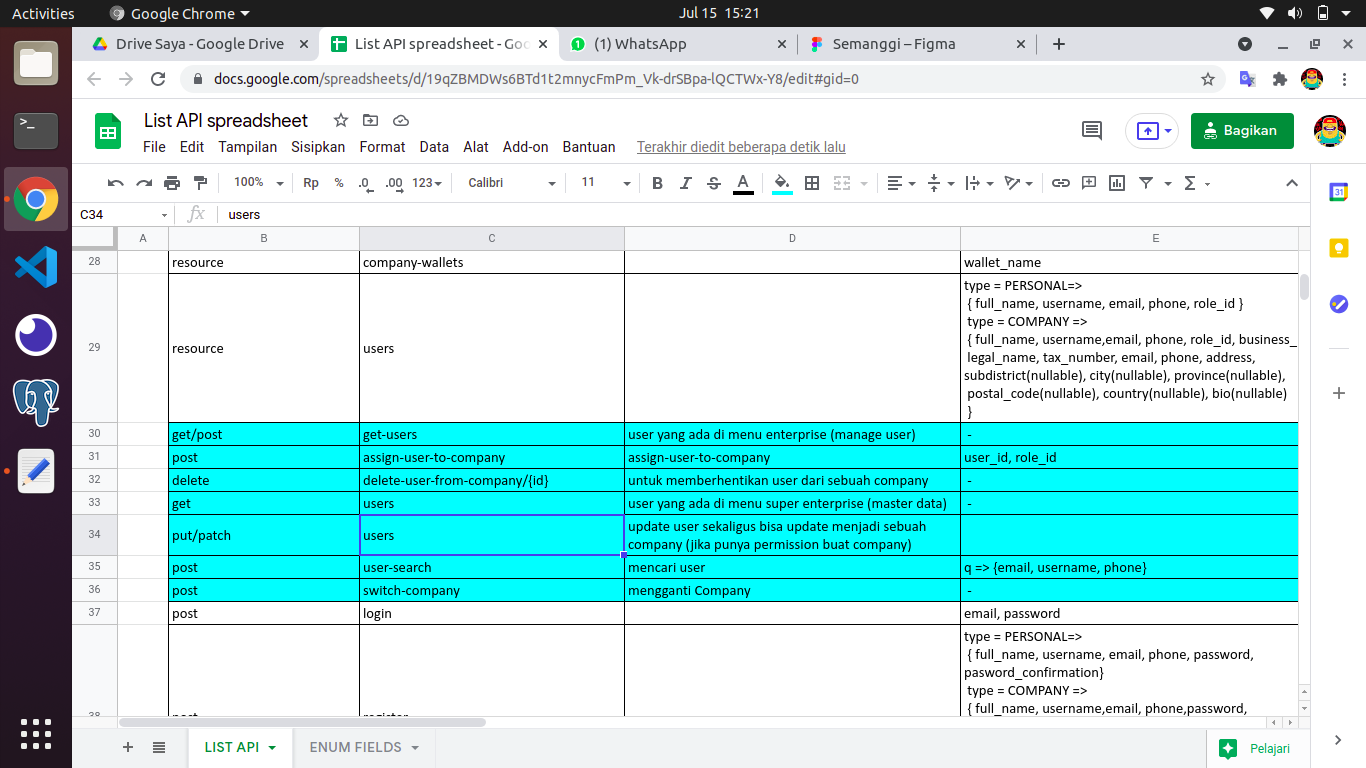 Activities
Google Chrome
Jul 15 15:21
Drive Saya - Google Drive
List API spreadsheet - Goo
(1) WhatsApp
Semanggi – Figma
docs.google.com/spreadsheets/d/19qZBMDWs6BTd1t2mnycFmPm_Vk-drSBpa-lQCTWx-Y8/edit#gid=0
List API spreadsheet
File Edit Tampilan Sisipkan Format Data Alat Add-on Bantuan Terakhir diedit beberapa detik lalu
Bagikan
100% Rp % .0 .00 123 Calibri 11 B I S A
31
C34 fx users
A B C D E
28 resource company-wallets wallet_name
29 resource users
type = PERSONAL=>
{ full_name, username, email, phone, role_id }
type = COMPANY =>
{ full_name, username,email, phone, role_id, business_
legal_name, tax_number, email, phone, address,
subdistrict(nullable), city(nullable), province(nullable),
postal_code(nullable), country(nullable), bio(nullable)
}
30 get/post get-users user yang ada di menu enterprise (manage user) -
31 post assign-user-to-company assign-user-to-company user_id, role_id
32 delete delete-user-from-company/{id} untuk memberhentikan user dari sebuah company -
33 get users user yang ada di menu super enterprise (master data) -
34 put/patch users update user sekaligus bisa update menjadi sebuah
company (jika punya permission buat company)
35 post user-search mencari user q => {email, username, phone}
36 post switch-company mengganti Company -
37 post login email, password
38 post register
type = PERSONAL=>
{ full_name, username, email, phone, password,
pasword_confirmation}
type = COMPANY =>
{ full_name, username,email, phone,password,
LIST API
ENUM FIELDS
Pelajari